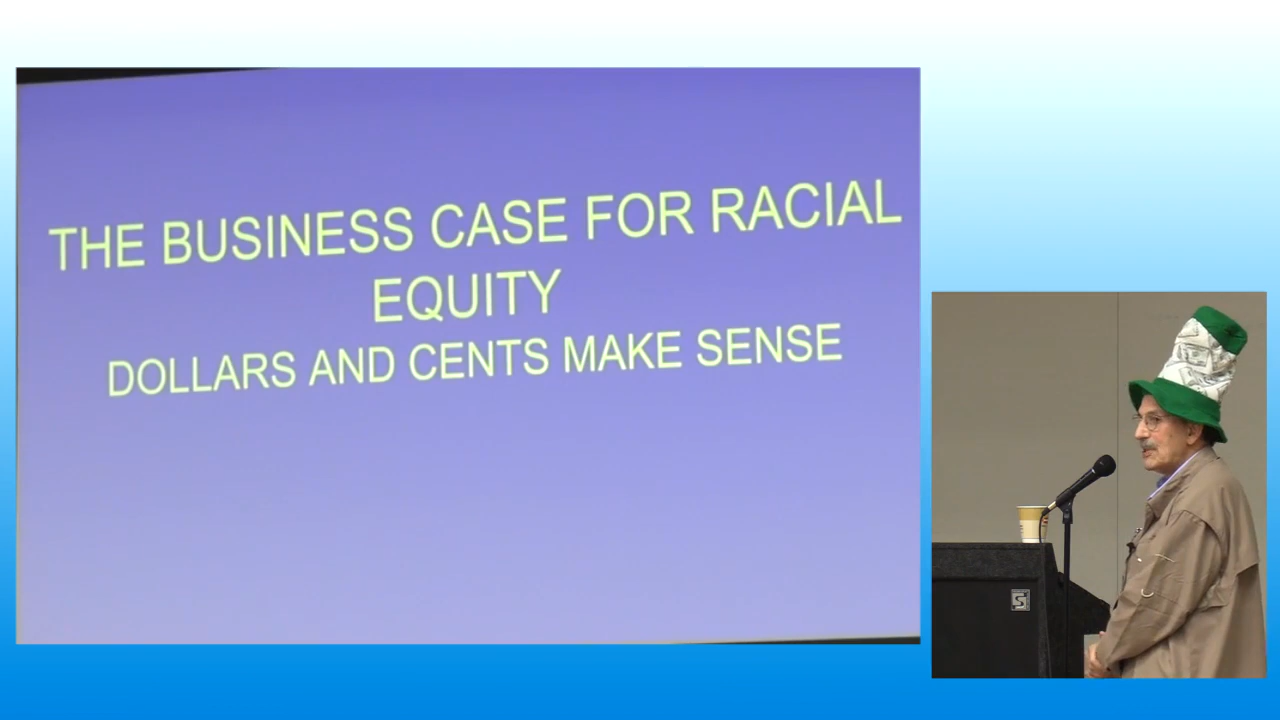 THE BUSINESS CASE FOR RACIAL
EQUITY
DOLLARS AND CENTS MAKE SENSE